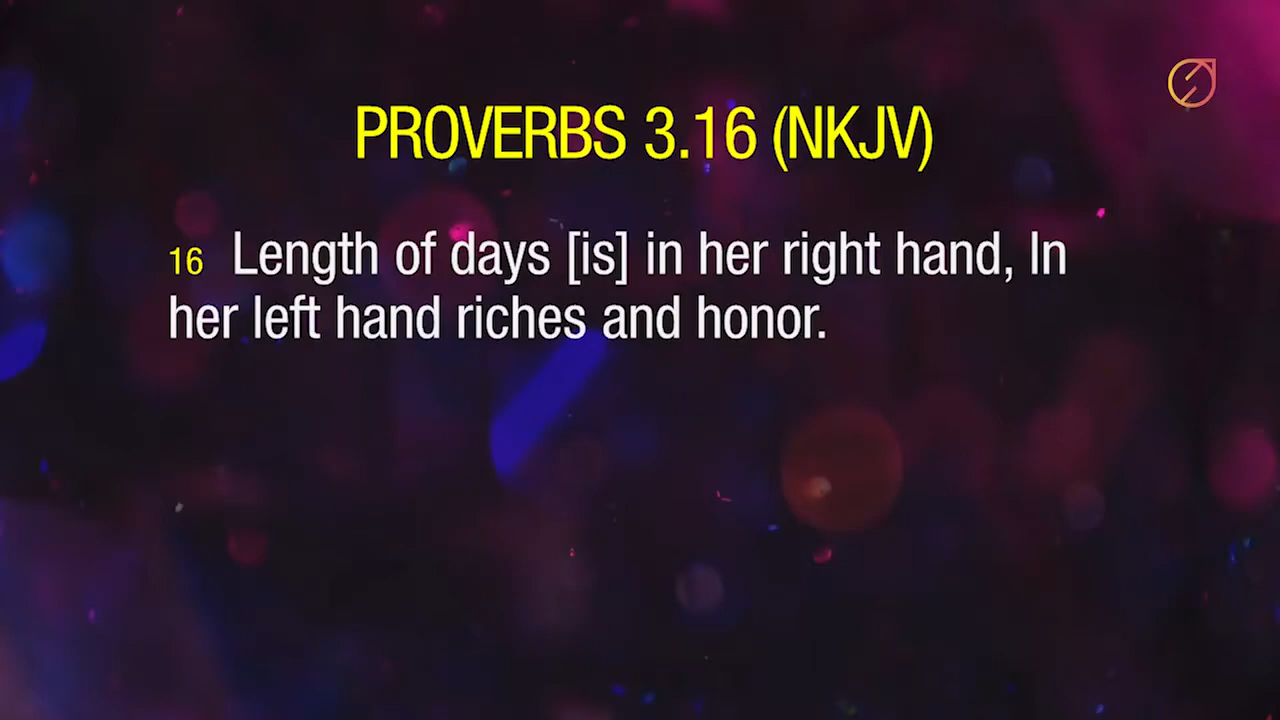 PROVERBS 3.16 (NKJV)
16 Length of days [is] in her right hand, In
her left hand riches and honor.